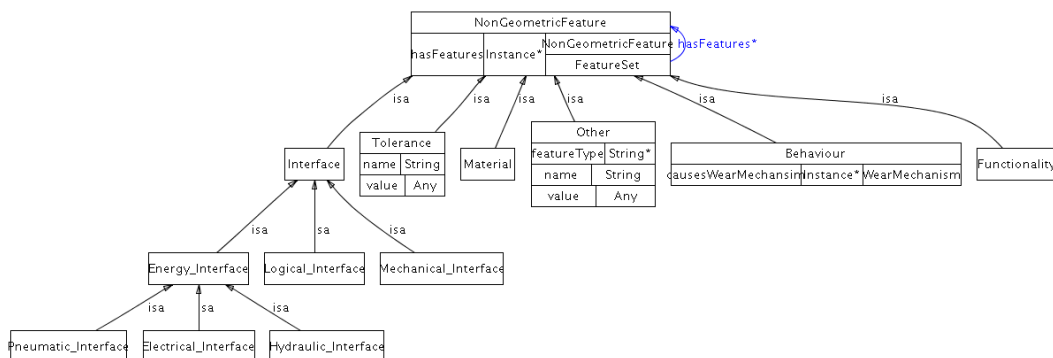 NonGeometricFeature
hasFeatures Instance* NonGeometricFeature hasFeatures*
FeatureSet
isa isa isa isa isa isa
Tolerance
name String
value Any
Other
featureType String*
name String
value Any
Interface
Material
Behaviour
causesWearMechansim Instance* WearMechanism
Functionality
isa sa isa
Energy_Interface Logical_Interface Mechanical_Interface
isa sa isa
Pneumatic_Interface Electrical_Interface Hydraulic_Interface